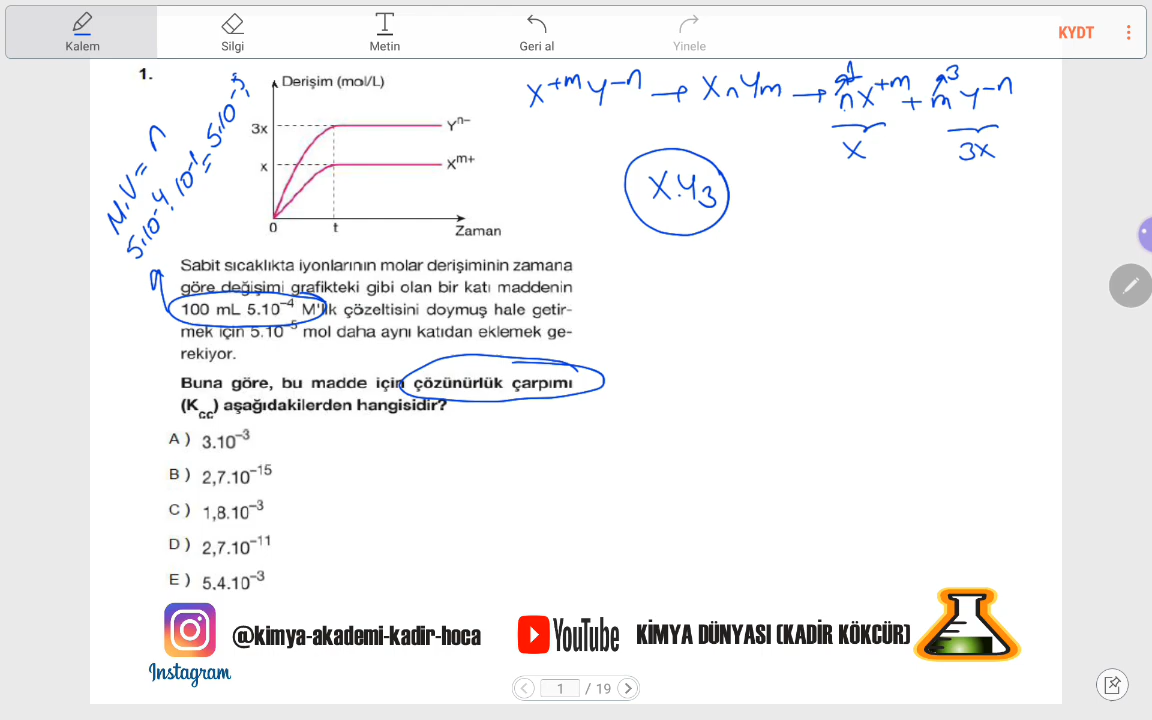 Kalem
Silgi
Metin
Geri al
Yinele
KYDT
1.
Derişim (mol/L)
3x
Yⁿ⁻
x
Xᵐ⁺
0
t
Zaman
M.V = n
5.10⁻⁴.10⁻¹ = 5.10⁻⁵
X⁺ᵐ Y⁻ⁿ → XnYm → nX⁺ᵐ + mY⁻ⁿ
1
3
X
3X
X.Y₃
Sabit sıcaklıkta iyonlarının molar derişiminin zamana
göre değişimi grafikteki gibi olan bir katı maddenin
100 mL 5.10⁻⁴ M'lik çözeltisini doymuş hale getir-
mek için 5.10⁻⁵ mol daha aynı katıdan eklemek ge-
rekiyor.
Buna göre, bu madde için çözünürlük çarpımı
(Kçç) aşağıdakilerden hangisidir?
A ) 3.10⁻³
B ) 2,7.10⁻¹⁵
C ) 1,8.10⁻³
D ) 2,7.10⁻¹¹
E ) 5.4.10⁻³
Instagram
@kimya-akademi-kadir-hoca
YouTube
KİMYA DÜNYASI (KADİR KÖKCÜR)
1 / 19